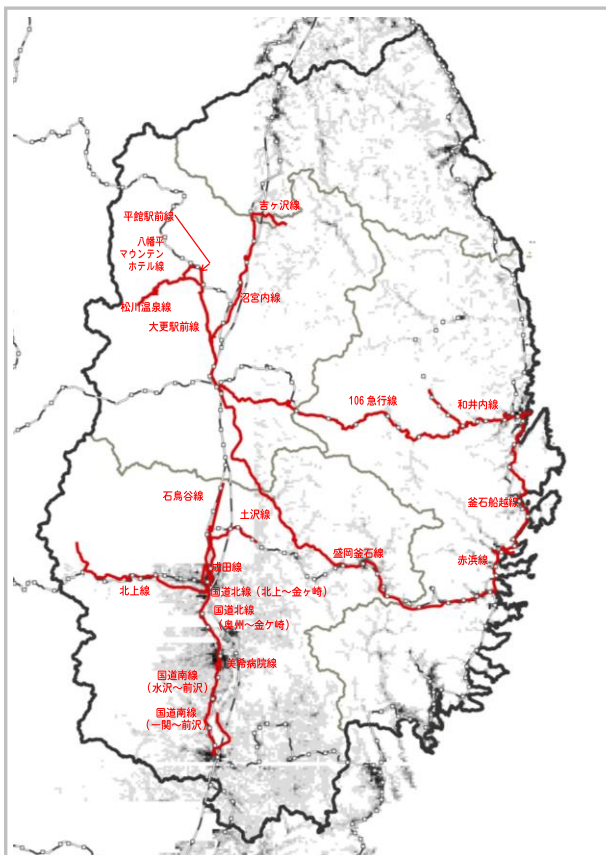 吉ヶ沢線
平館駅前線
八幡平
マウンテン
ホテル線
沼宮内線
松川温泉線
大更駅前線
106 急行線
和井内線
石鳥谷線
釜石船越線
土沢線
盛岡釜石線
赤浜線
成田線
北上線
国道北線（北上～金ヶ崎）
国道北線
（奥州～金ケ崎）
美希病院線
国道南線
（水沢～前沢）
国道南線
（一関～前沢）